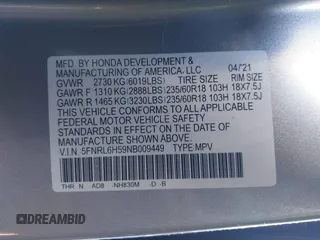 MFD. BY HONDA DEVELOPMENT & 04/21
MANUFACTURING OF AMERICA, LLC
GVWR 2730 KG (6019LBS) TIRE SIZE RIM SIZE
GAWR F 1310 KG (2888LBS) 235/60R18 103H 18X7.5J
GAWR R 1465 KG (3230LBS) 235/60R18 103H 18X7.5J
THIS VEHICLE CONFORMS TO ALL APPLICABLE FEDERAL
MOTOR VEHICLE SAFETY AND THEFT PREVENTION
STANDARDS IN EFFECT ON THE DATE OF MANUFACTURE
SHOWN ABOVE.
V.I.N. 5FNRL6H59NB009449 TYPE:MPV
THR -N AD8 -NH830M -D -B
DREAMBID